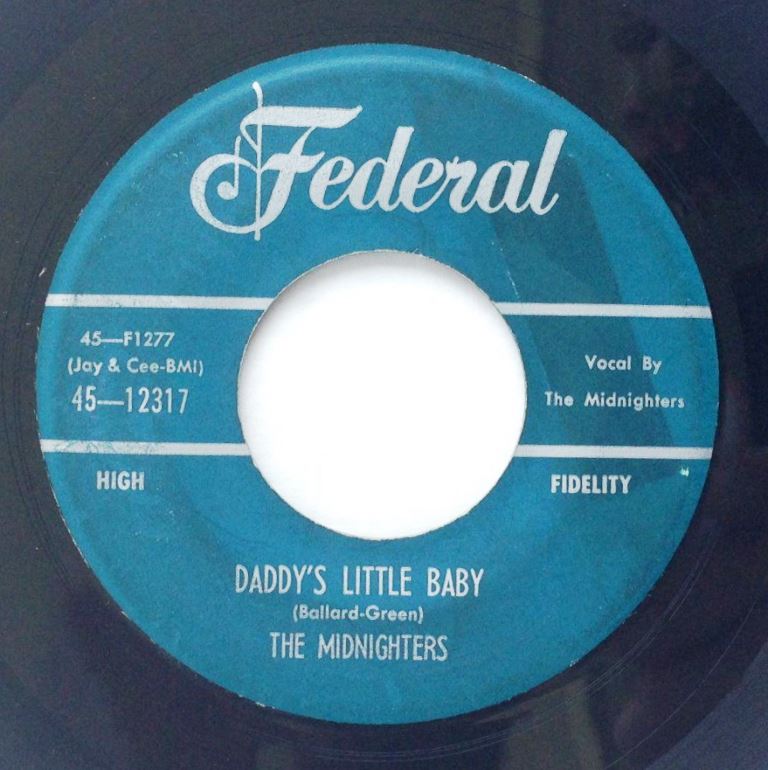 Federal
45—F1277
(Jay & Cee-BMI)
45—12317
Vocal By
The Midnighters
HIGH
FIDELITY
DADDY'S LITTLE BABY
(Ballard-Green)
THE MIDNIGHTERS